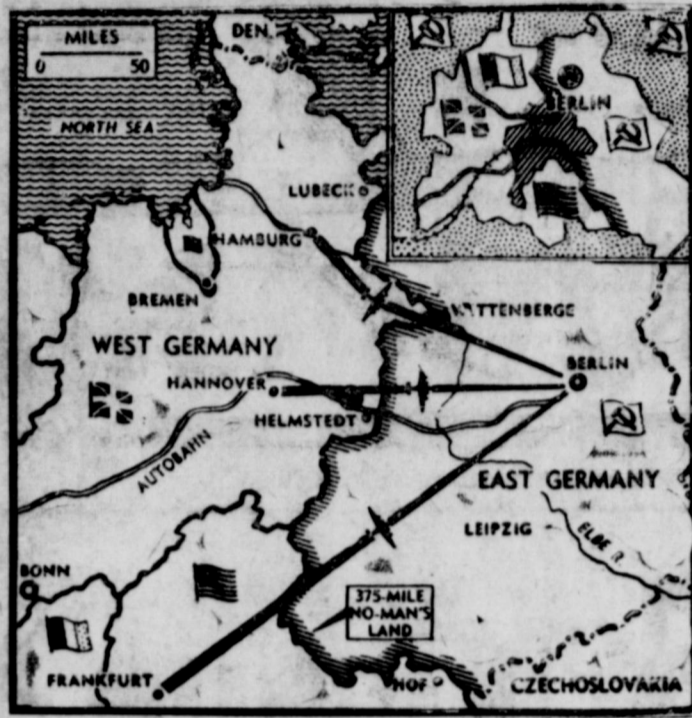 MILES
0 50
DEN.
NORTH SEA
BERLIN
LUBECK
HAMBURG
BREMEN
WITTENBERGE
WEST GERMANY
BERLIN
HANNOVER
HELMSTEDT
AUTOBAHN
EAST GERMANY
LEIPZIG
ELBE R.
BONN
375-MILE
NO-MAN'S
LAND
FRANKFURT
HOF
CZECHOSLOVAKIA